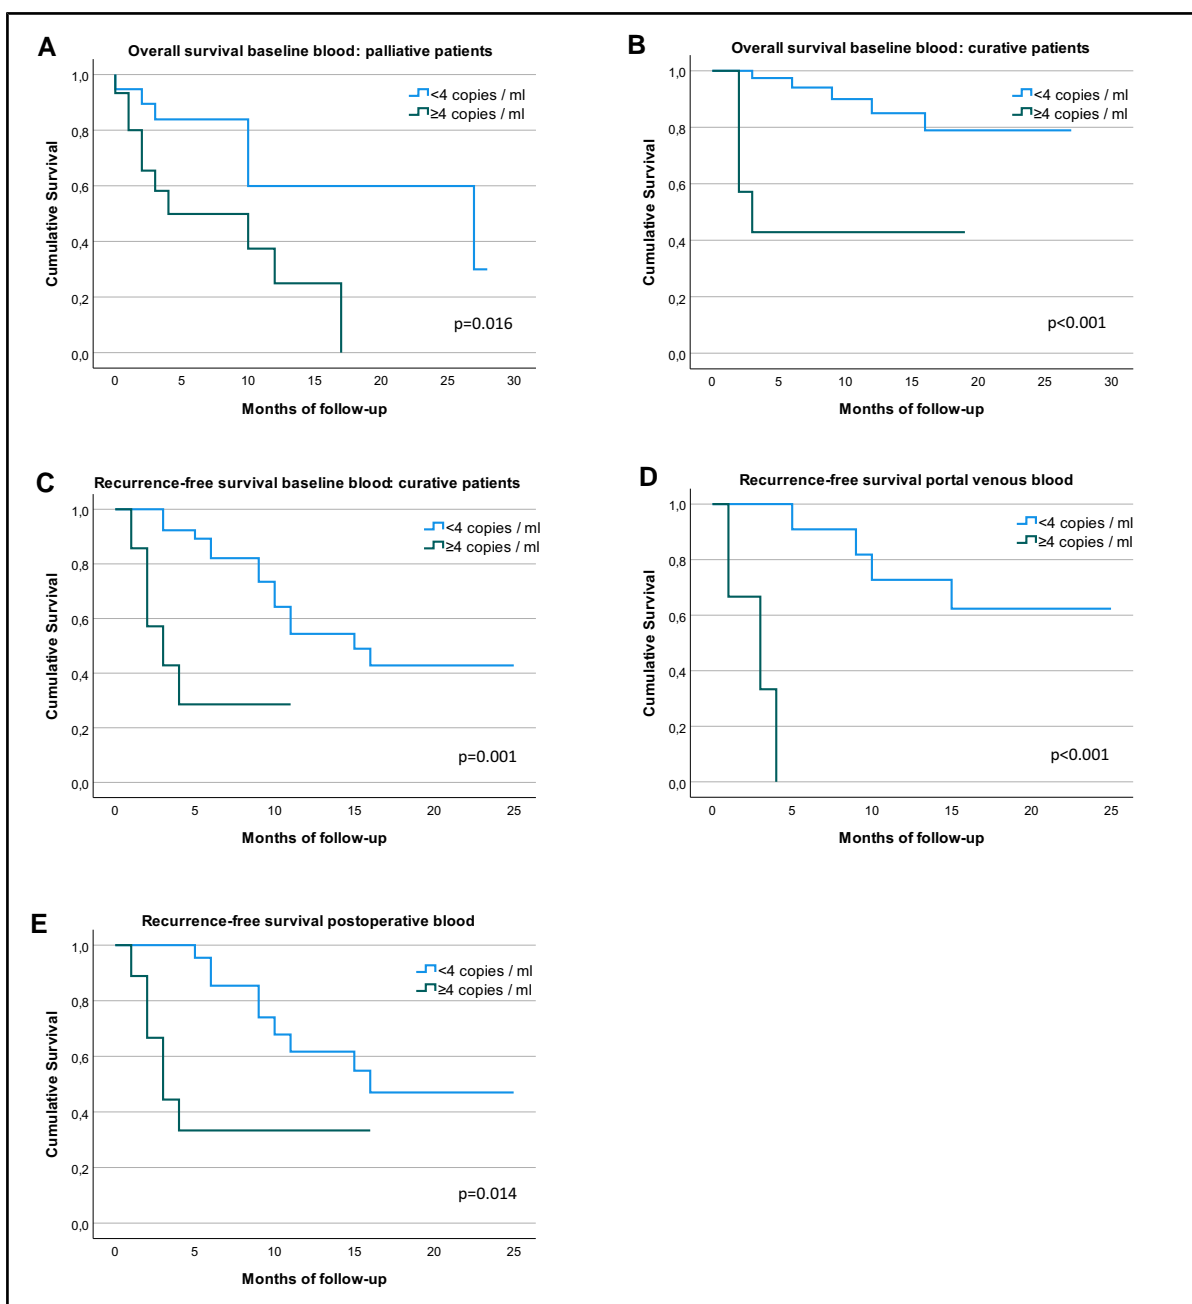 A
Overall survival baseline blood: palliative patients
<4 copies / ml
≥4 copies / ml
Cumulative Survival
1,0
0,8
0,6
0,4
0,2
0,0
p=0.016
0 5 10 15 20 25 30
Months of follow-up
B
Overall survival baseline blood: curative patients
<4 copies / ml
≥4 copies / ml
Cumulative Survival
1,0
0,8
0,6
0,4
0,2
0,0
p<0.001
0 5 10 15 20 25 30
Months of follow-up
C
Recurrence-free survival baseline blood: curative patients
<4 copies / ml
≥4 copies / ml
Cumulative Survival
1,0
0,8
0,6
0,4
0,2
0,0
p=0.001
0 5 10 15 20 25
Months of follow-up
D
Recurrence-free survival portal venous blood
<4 copies / ml
≥4 copies / ml
Cumulative Survival
1,0
0,8
0,6
0,4
0,2
0,0
p<0.001
0 5 10 15 20 25
Months of follow-up
E
Recurrence-free survival postoperative blood
<4 copies / ml
≥4 copies / ml
Cumulative Survival
1,0
0,8
0,6
0,4
0,2
0,0
p=0.014
0 5 10 15 20 25
Months of follow-up